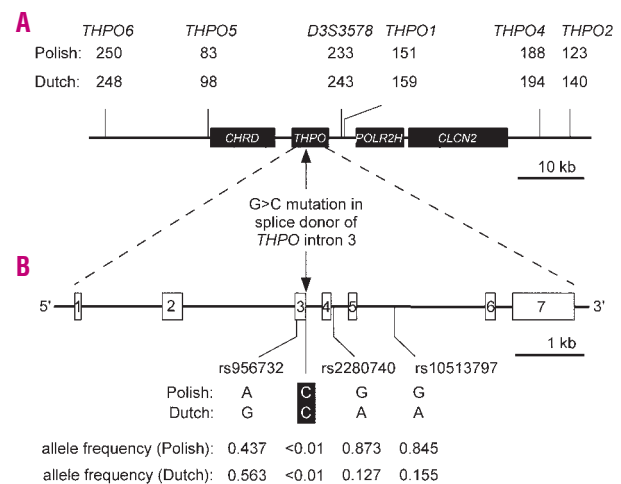 A
THPO6 THPO5 D3S3578 THPO1 THPO4 THPO2
Polish: 250 83 233 151 188 123
Dutch: 248 98 243 159 194 140
CHRD THPO POLR2H CLCN2
10 kb
G>C mutation in
splice donor of
THPO intron 3
B
5' 1 2 3 4 5 6 7 3'
1 kb
rs956732 rs2280740 rs10513797
Polish: A C G G
Dutch: G C A A
allele frequency (Polish): 0.437 <0.01 0.873 0.845
allele frequency (Dutch): 0.563 <0.01 0.127 0.155